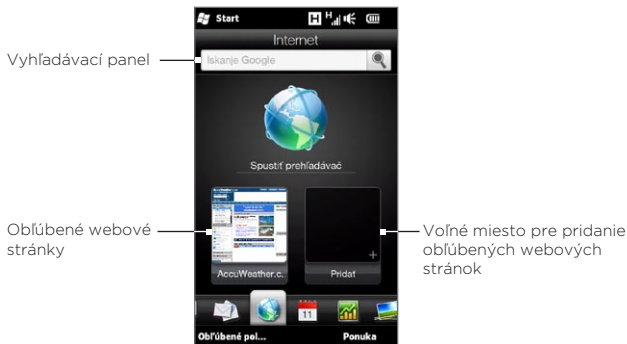 Start
H
H
Internet
Iskanje Google
Vyhľadávací panel
Spustiť prehľadávač
Obľúbené webové
stránky
Voľné miesto pre pridanie
obľúbených webových
stránok
AccuWeather.c.
Pridať
11
Obľúbené pol...
Ponuka